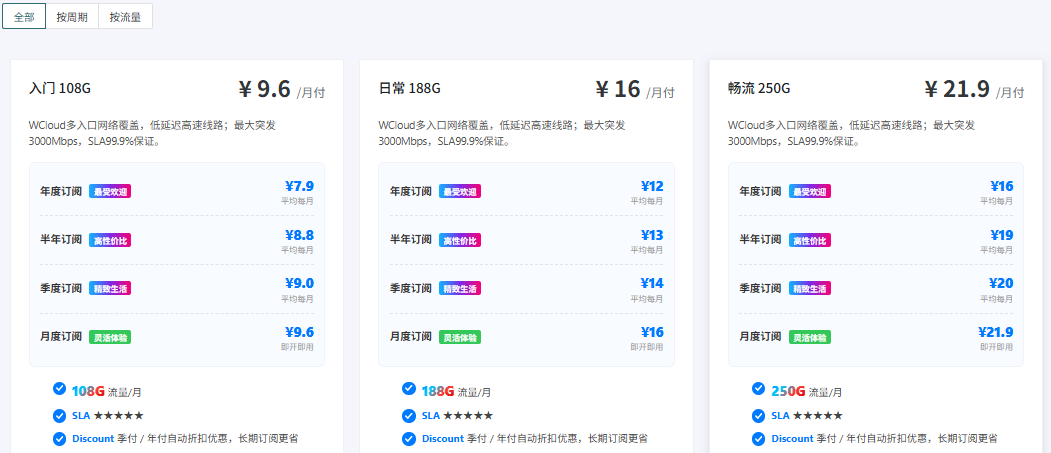 全部 按周期 按流量
入门 108G ¥ 9.6 /月付
WCloud多入口网络覆盖，低延迟高速线路；最大突发
3000Mbps，SLA99.9%保证。
年度订阅 最受欢迎 ¥7.9
平均每月
半年订阅 高性价比 ¥8.8
平均每月
季度订阅 精致生活 ¥9.0
平均每月
月度订阅 灵活体验 ¥9.6
即开即用
108G 流量/月
SLA ★★★★★
Discount 季付 / 年付自动折扣优惠，长期订阅更省
日常 188G ¥ 16 /月付
WCloud多入口网络覆盖，低延迟高速线路；最大突发
3000Mbps，SLA99.9%保证。
年度订阅 最受欢迎 ¥12
平均每月
半年订阅 高性价比 ¥13
平均每月
季度订阅 精致生活 ¥14
平均每月
月度订阅 灵活体验 ¥16
即开即用
188G 流量/月
SLA ★★★★★
Discount 季付 / 年付自动折扣优惠，长期订阅更省
畅流 250G ¥ 21.9 /月付
WCloud多入口网络覆盖，低延迟高速线路；最大突发
3000Mbps，SLA99.9%保证。
年度订阅 最受欢迎 ¥16
平均每月
半年订阅 高性价比 ¥19
平均每月
季度订阅 精致生活 ¥20
平均每月
月度订阅 灵活体验 ¥21.9
即开即用
250G 流量/月
SLA ★★★★★
Discount 季付 / 年付自动折扣优惠，长期订阅更省